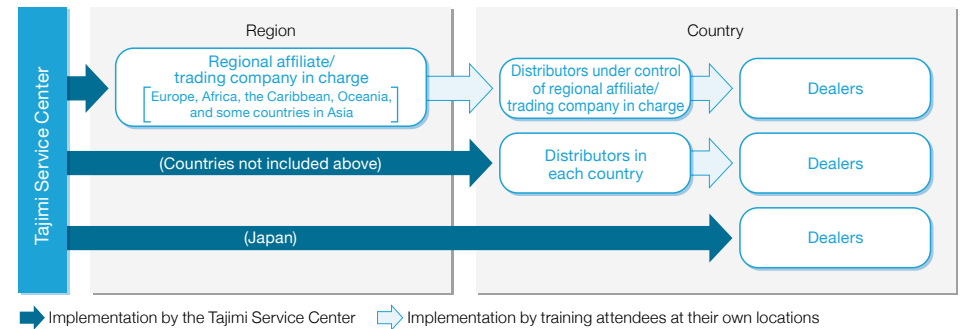 Tajimi Service Center
Region
Country
Regional affiliate/
trading company in charge
Europe, Africa, the Caribbean, Oceania,
and some countries in Asia
Distributors under control
of regional affiliate/
trading company in charge
Dealers
(Countries not included above)
Distributors in
each country
Dealers
(Japan)
Dealers
Implementation by the Tajimi Service Center
Implementation by training attendees at their own locations